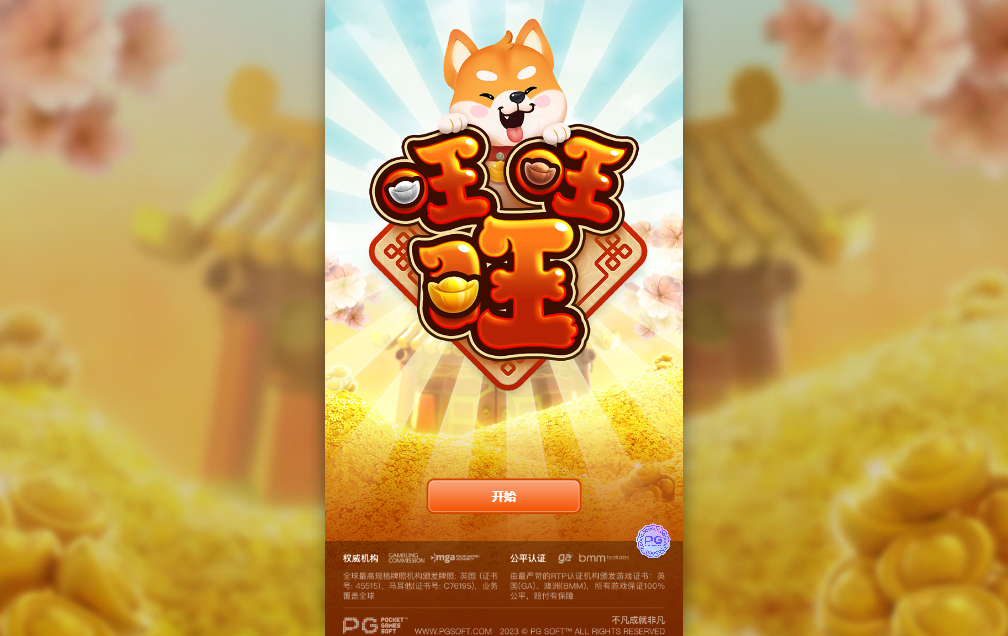 旺 旺
旺
开始
PG
权威机构 GAMBLING COMMISSION mga
公平认证 bmm testlabs
全球最高规格牌照机构颁发牌照: 英国 (证书
号: 45515)、马耳他(证书号: C76195), 业务
覆盖全球
由最严苛的RTP认证机构颁发游戏证书: 英
国(GA)、澳洲(BMM), 所有游戏保证100%
公平, 赔付有保障
不凡成就非凡
PG POCKET GAMES SOFT
WWW.PGSOFT.COM 2023 © PG SOFT™ ALL RIGHTS RESERVED